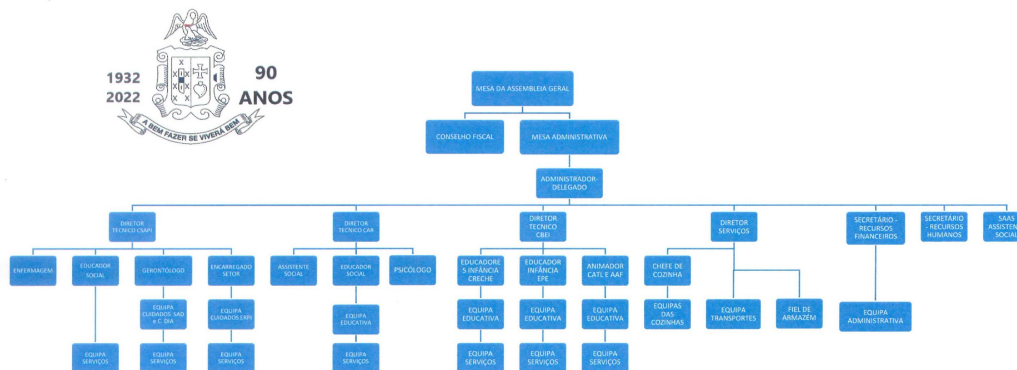 1932
2022
90
ANOS
A BEM FAZER SE VIVERÁ BEM
MESA DA ASSEMBLEIA GERAL
CONSELHO FISCAL
MESA ADMINISTRATIVA
ADMINISTRADOR-
DELEGADO
DIRETOR
TECNICO CSAPI
DIRETOR
TECNICO CAR
DIRETOR
TECNICO
CBEI
DIRETOR
SERVIÇOS
SECRETÁRIO -
RECURSOS
FINANCEIROS
SECRETARIO
- RECURSOS
HUMANOS
SAAS
ASSISTEN
SOCIAL
ENFERMAGEM
EDUCADOR
SOCIAL
GERONTÓLOGO
ENCARREGADO
SETOR
ASSISTENTE
SOCIAL
EDUCADOR
SOCIAL
PSICÓLOGO
EDUCADORE
S INFÂNCIA
CRECHE
EDUCADOR
INFÂNCIA
EPE
ANIMADOR
CATL E AAF
CHEFE DE
COZINHA
EQUIPA
CUIDADOS SAD
e C. DIA
EQUIPA
CUIDADOS ERPI
EQUIPA
EDUCATIVA
EQUIPA
EDUCATIVA
EQUIPA
EDUCATIVA
EQUIPA
EDUCATIVA
EQUIPAS
DAS
COZINHAS
EQUIPA
TRANSPORTES
FIEL DE
ARMAZÉM
EQUIPA
ADMINISTRATIVA
EQUIPA
SERVIÇOS
EQUIPA
SERVIÇOS
EQUIPA
SERVIÇOS
EQUIPA
SERVIÇOS
EQUIPA
SERVIÇOS
EQUIPA
SERVIÇOS
EQUIPA
SERVIÇOS